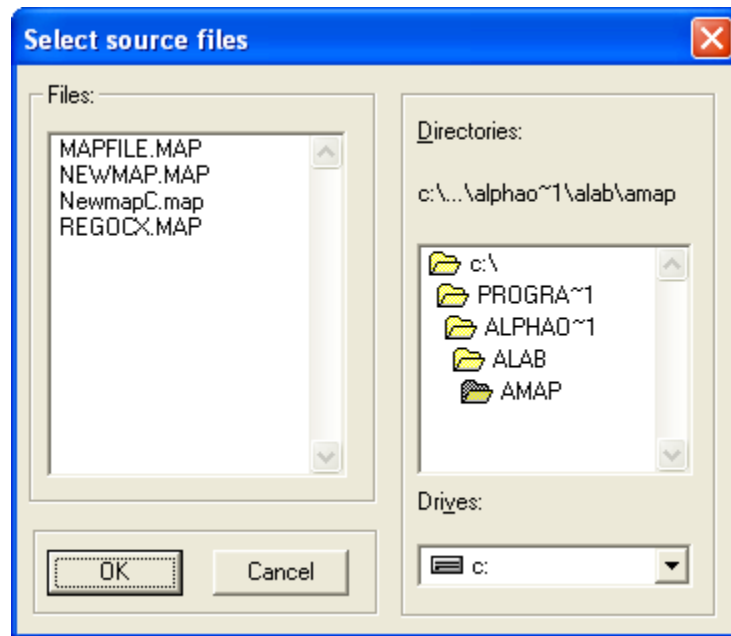 Select source files
Files:
MAPFILE.MAP
NEWMAP.MAP
NewmapC.map
REGOCX.MAP
OK
Cancel
Directories:
c:\...\alphao~1\alab\amap
c:\
PROGRA~1
ALPHAO~1
ALAB
AMAP
Drives:
c: